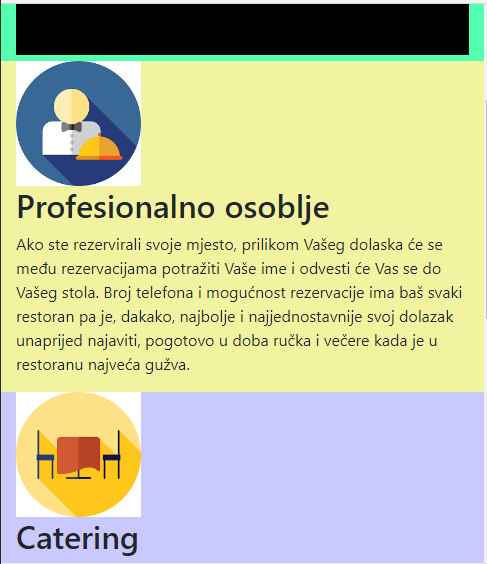 Profesionalno osoblje
Ako ste rezervirali svoje mjesto, prilikom Vašeg dolaska će se
među rezervacijama potražiti Vaše ime i odvesti će Vas se do
Vašeg stola. Broj telefona i mogućnost rezervacije ima baš svaki
restoran pa je, dakako, najbolje i najjednostavnije svoj dolazak
unaprijed najaviti, pogotovo u doba ručka i večere kada je u
restoranu najveća gužva.
Catering